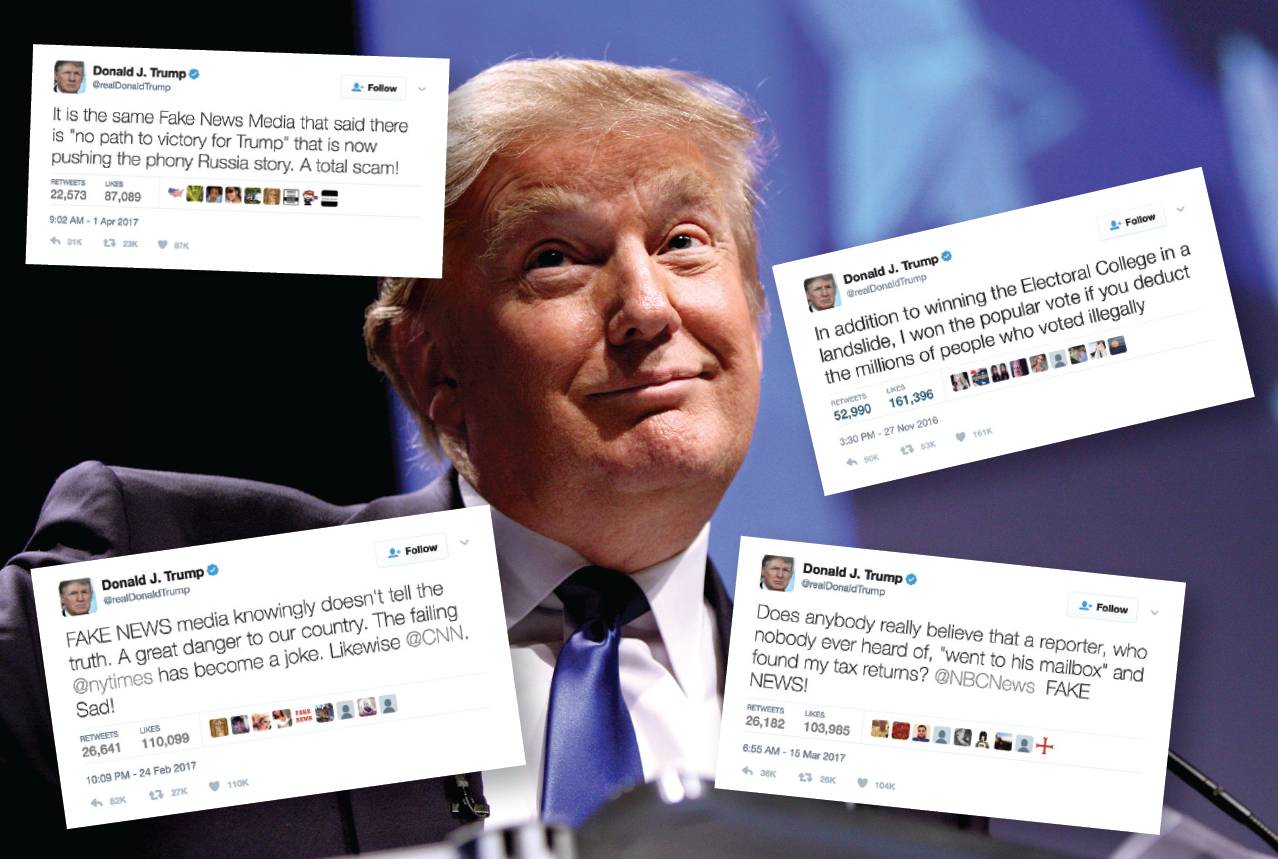 Donald J. Trump
@realDonaldTrump
Follow
It is the same Fake News Media that said there
is "no path to victory for Trump" that is now
pushing the phony Russia story. A total scam!
RETWEETS LIKES
22,573 87,089
9:02 AM - 1 Apr 2017
31K 23K 87K
Donald J. Trump
@realDonaldTrump
Follow
In addition to winning the Electoral College in a
landslide, I won the popular vote if you deduct
the millions of people who voted illegally
RETWEETS LIKES
52,990 161,396
3:30 PM - 27 Nov 2016
50K 53K 161K
Donald J. Trump
@realDonaldTrump
Follow
FAKE NEWS media knowingly doesn't tell the
truth. A great danger to our country. The failing
@nytimes has become a joke. Likewise @CNN.
Sad!
RETWEETS LIKES
26,641 110,099
FAKE
NEWS
10:09 PM - 24 Feb 2017
52K 27K 110K
Donald J. Trump
@realDonaldTrump
Follow
Does anybody really believe that a reporter, who
nobody ever heard of, "went to his mailbox" and
found my tax returns? @NBCNews FAKE
NEWS!
RETWEETS LIKES
26,182 103,985
6:55 AM - 15 Mar 2017
36K 26K 104K